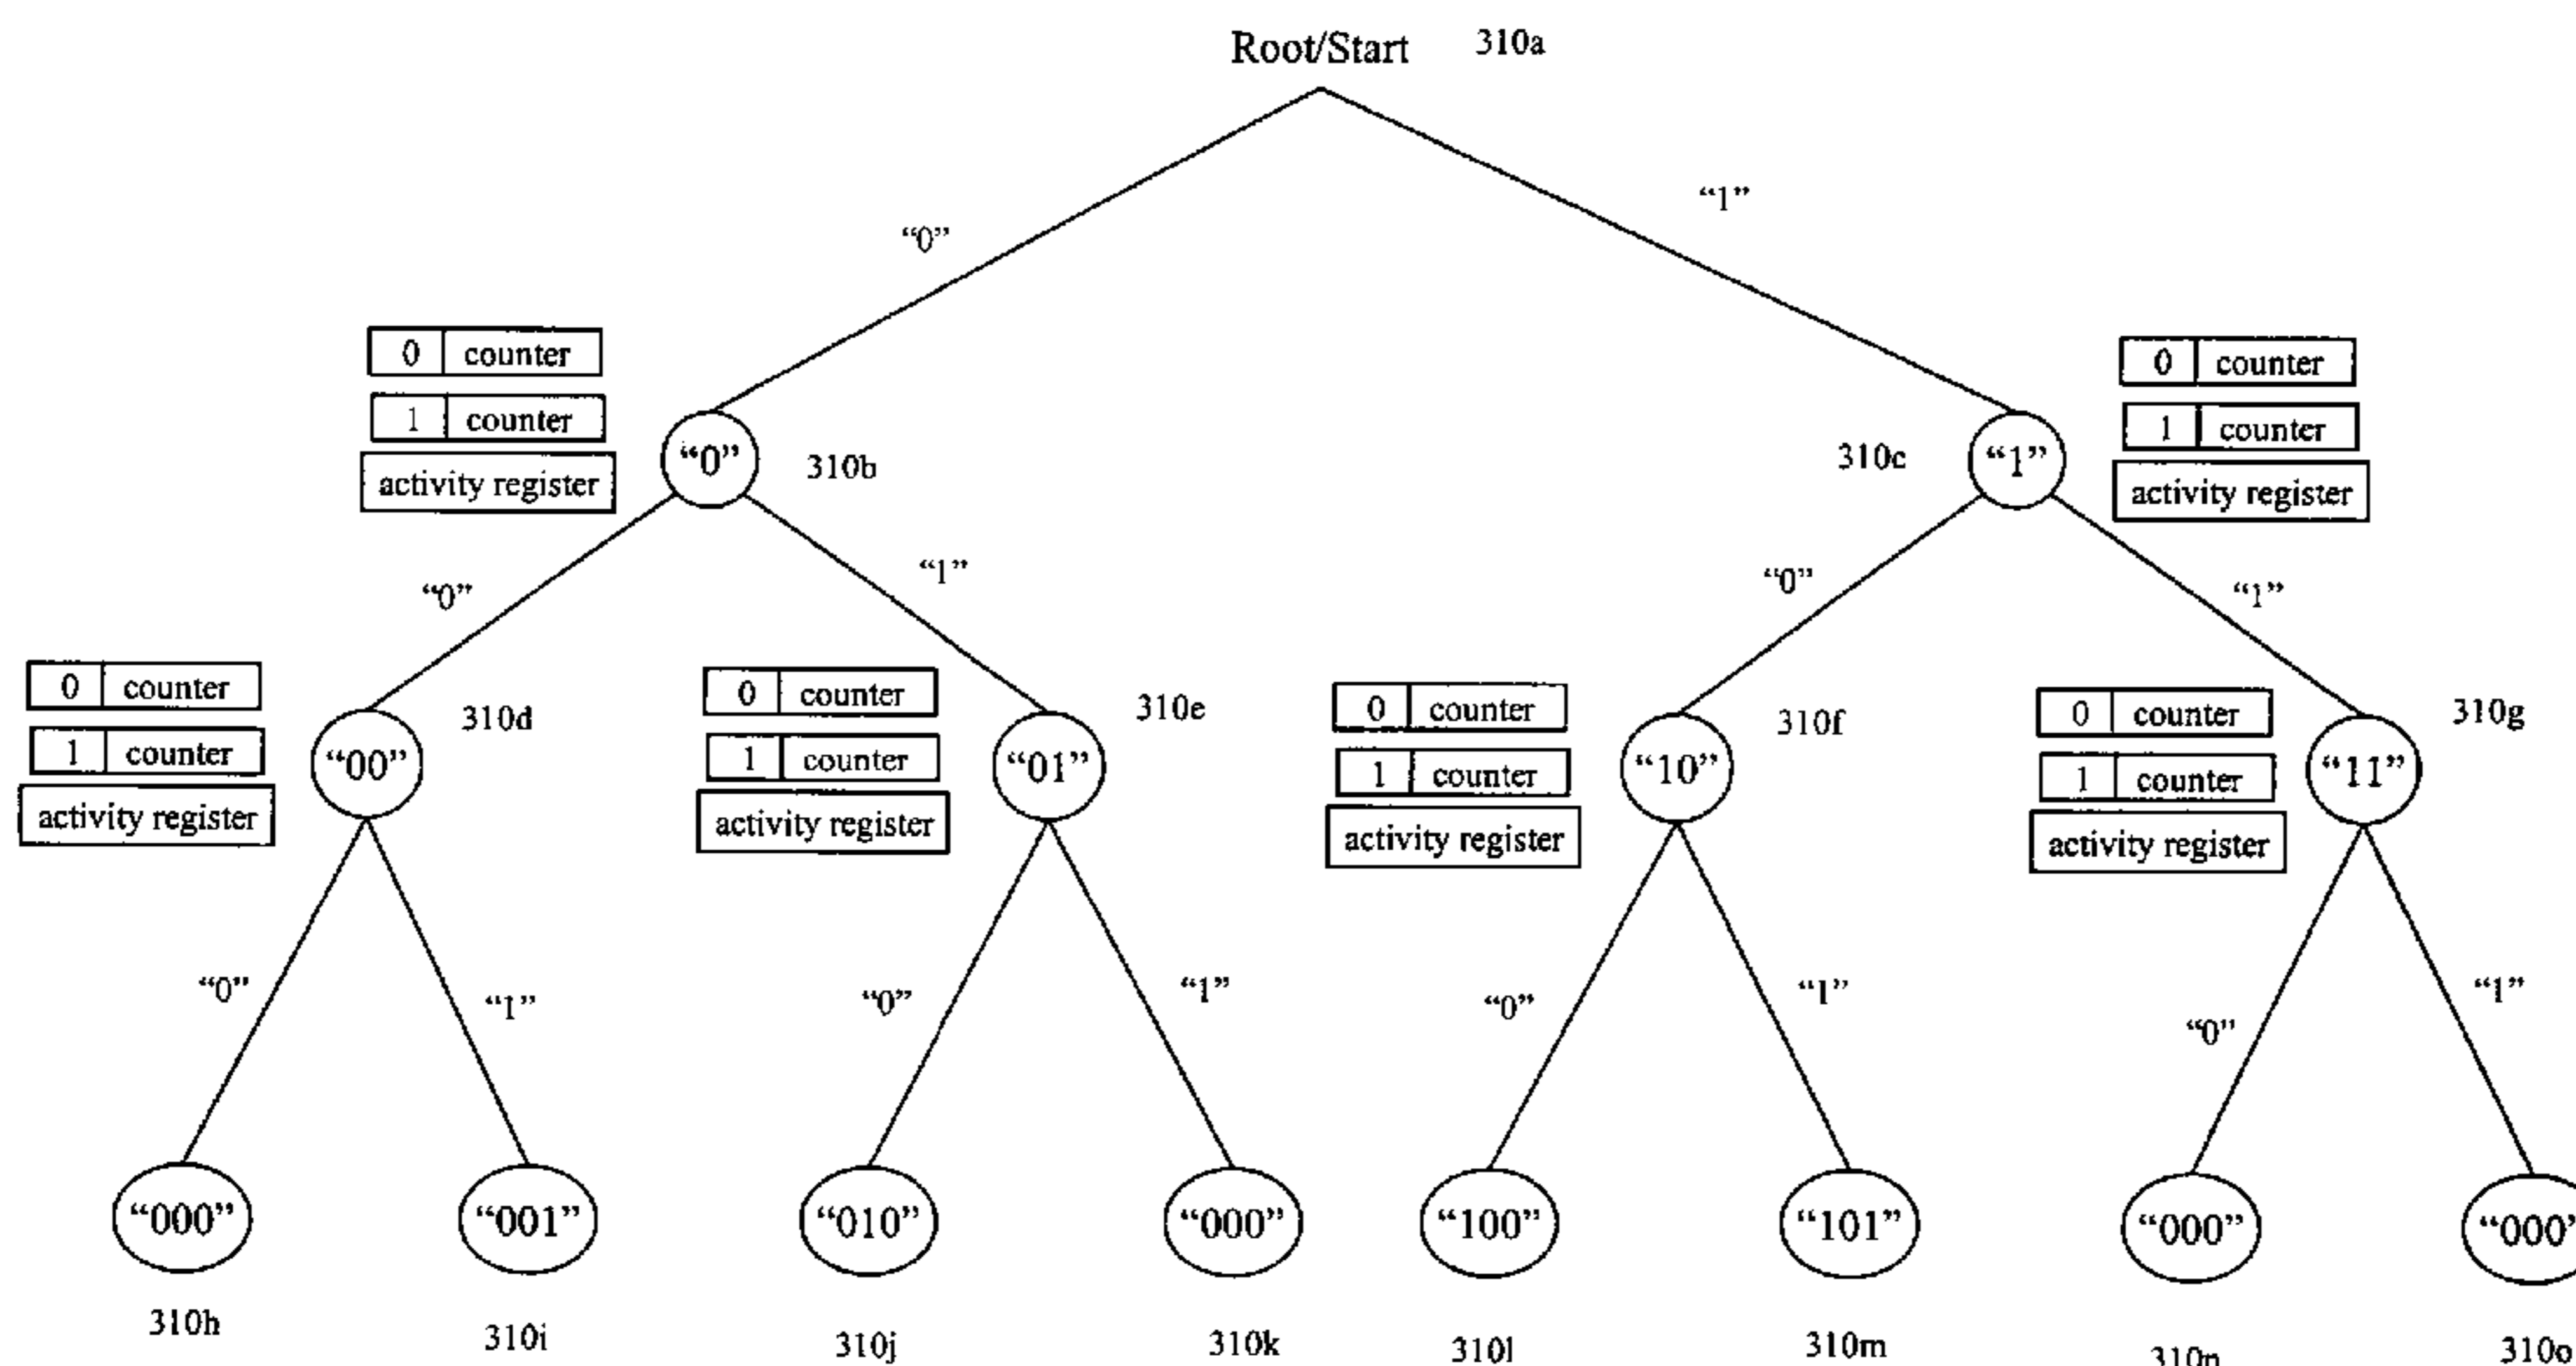 Root/Start 310a
“0”
“1”
0 counter
1 counter
activity register
“0” 310b
310c “1”
0 counter
1 counter
activity register
“0”
“1”
“0”
“1”
0 counter
1 counter
activity register
“00” 310d
0 counter
1 counter
activity register
“01” 310e
0 counter
1 counter
activity register
“10” 310f
0 counter
1 counter
activity register
“11” 310g
“0”
“1”
“0”
“1”
“0”
“1”
“0”
“1”
“000” “001” “010” “000” “100” “101” “000” “000”
310h 310i 310j 310k 310l 310m 310n 310o